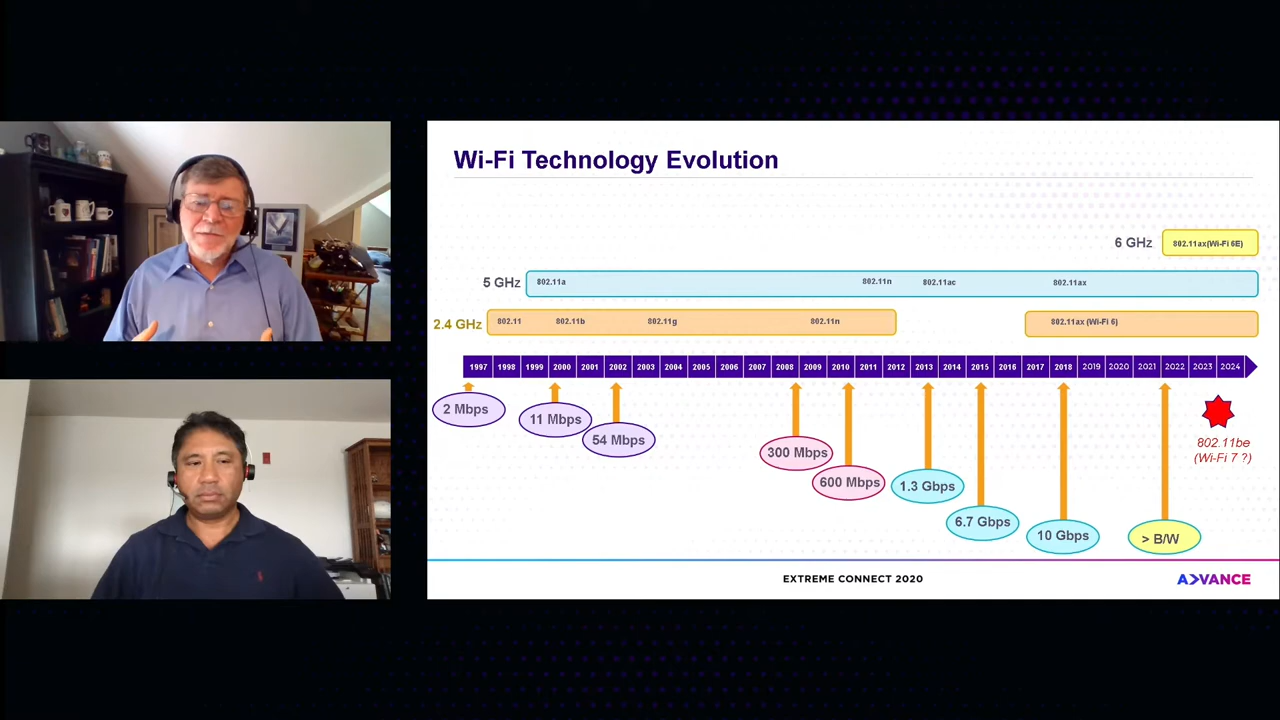 Wi-Fi Technology Evolution
6 GHz 802.11ax(Wi-Fi 6E)
5 GHz 802.11a 802.11n 802.11ac 802.11ax
2.4 GHz 802.11 802.11b 802.11g 802.11n 802.11ax (Wi-Fi 6)
1997 1998 1999 2000 2001 2002 2003 2004 2005 2006 2007 2008 2009 2010 2011 2012 2013 2014 2015 2016 2017 2018 2019 2020 2021 2022 2023 2024
2 Mbps
11 Mbps
54 Mbps
300 Mbps
600 Mbps
1.3 Gbps
6.7 Gbps
10 Gbps
> B/W
802.11be
(Wi-Fi 7 ?)
EXTREME CONNECT 2020
ADVANCE